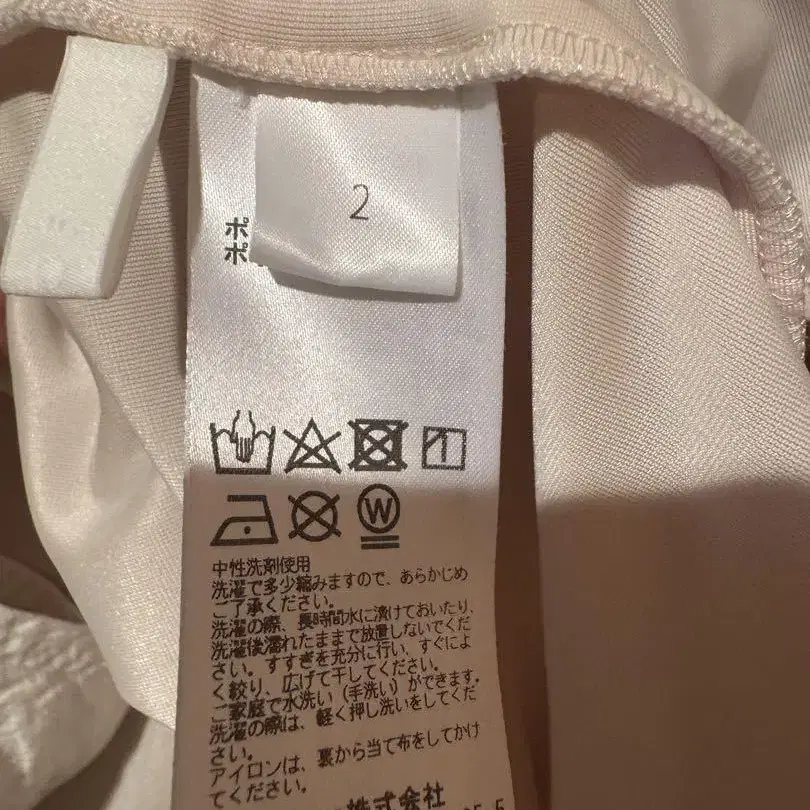 2
ポ
ポ
W
中性洗剤使用
洗濯で多少縮みますので、あらかじめ
ご了承ください。
洗濯の際、長時間水に漬けておいたり、
洗濯後濡れたままで放置しないでくだ
さい。すすぎを充分に行い、すぐによ
く絞り、広げて干してください。
ご家庭で水洗い（手洗い）ができます。
洗濯の際は、軽く押し洗いをしてくだ
さい。
アイロンは、裏から当て布をしてかけ
てください。
株式会社